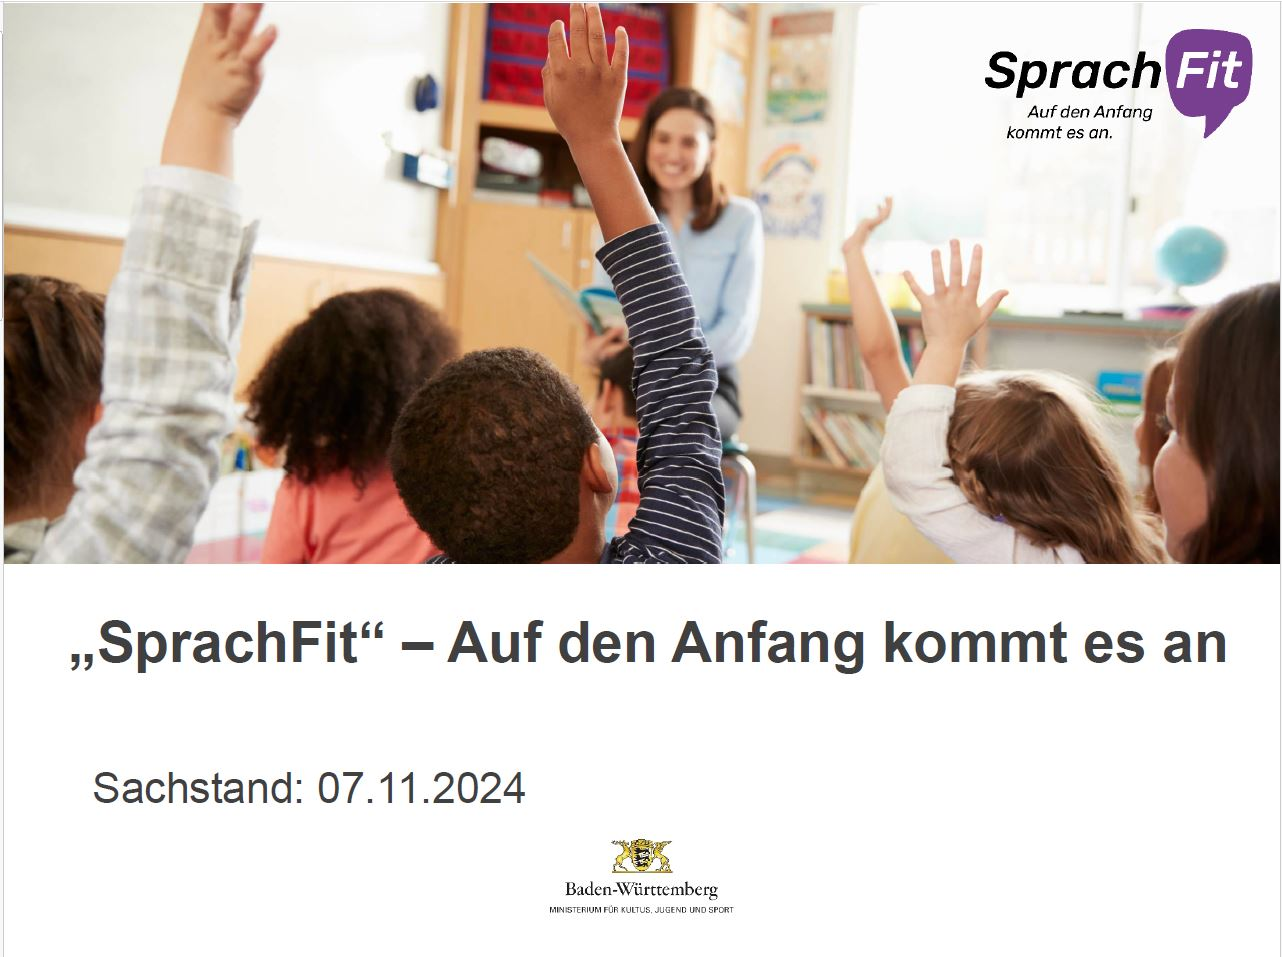 Sprach Fit
Auf den Anfang
kommt es an.
„SprachFit“ – Auf den Anfang kommt es an
Sachstand: 07.11.2024
Baden-Württemberg
MINISTERIUM FÜR KULTUS, JUGEND UND SPORT